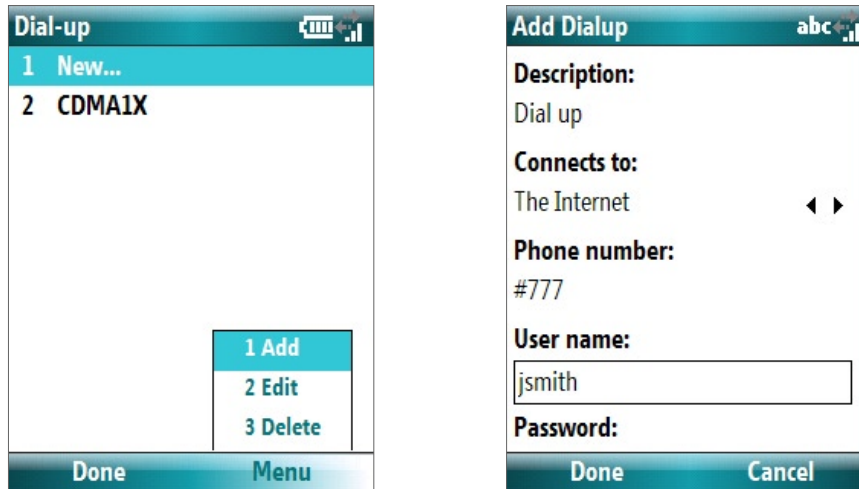 Dial-up
1 New...
2 CDMA1X
1 Add
2 Edit
3 Delete
Done Menu
Add Dialup abc
Description:
Dial up
Connects to:
The Internet
Phone number:
#777
User name:
jsmith
Password:
Done Cancel